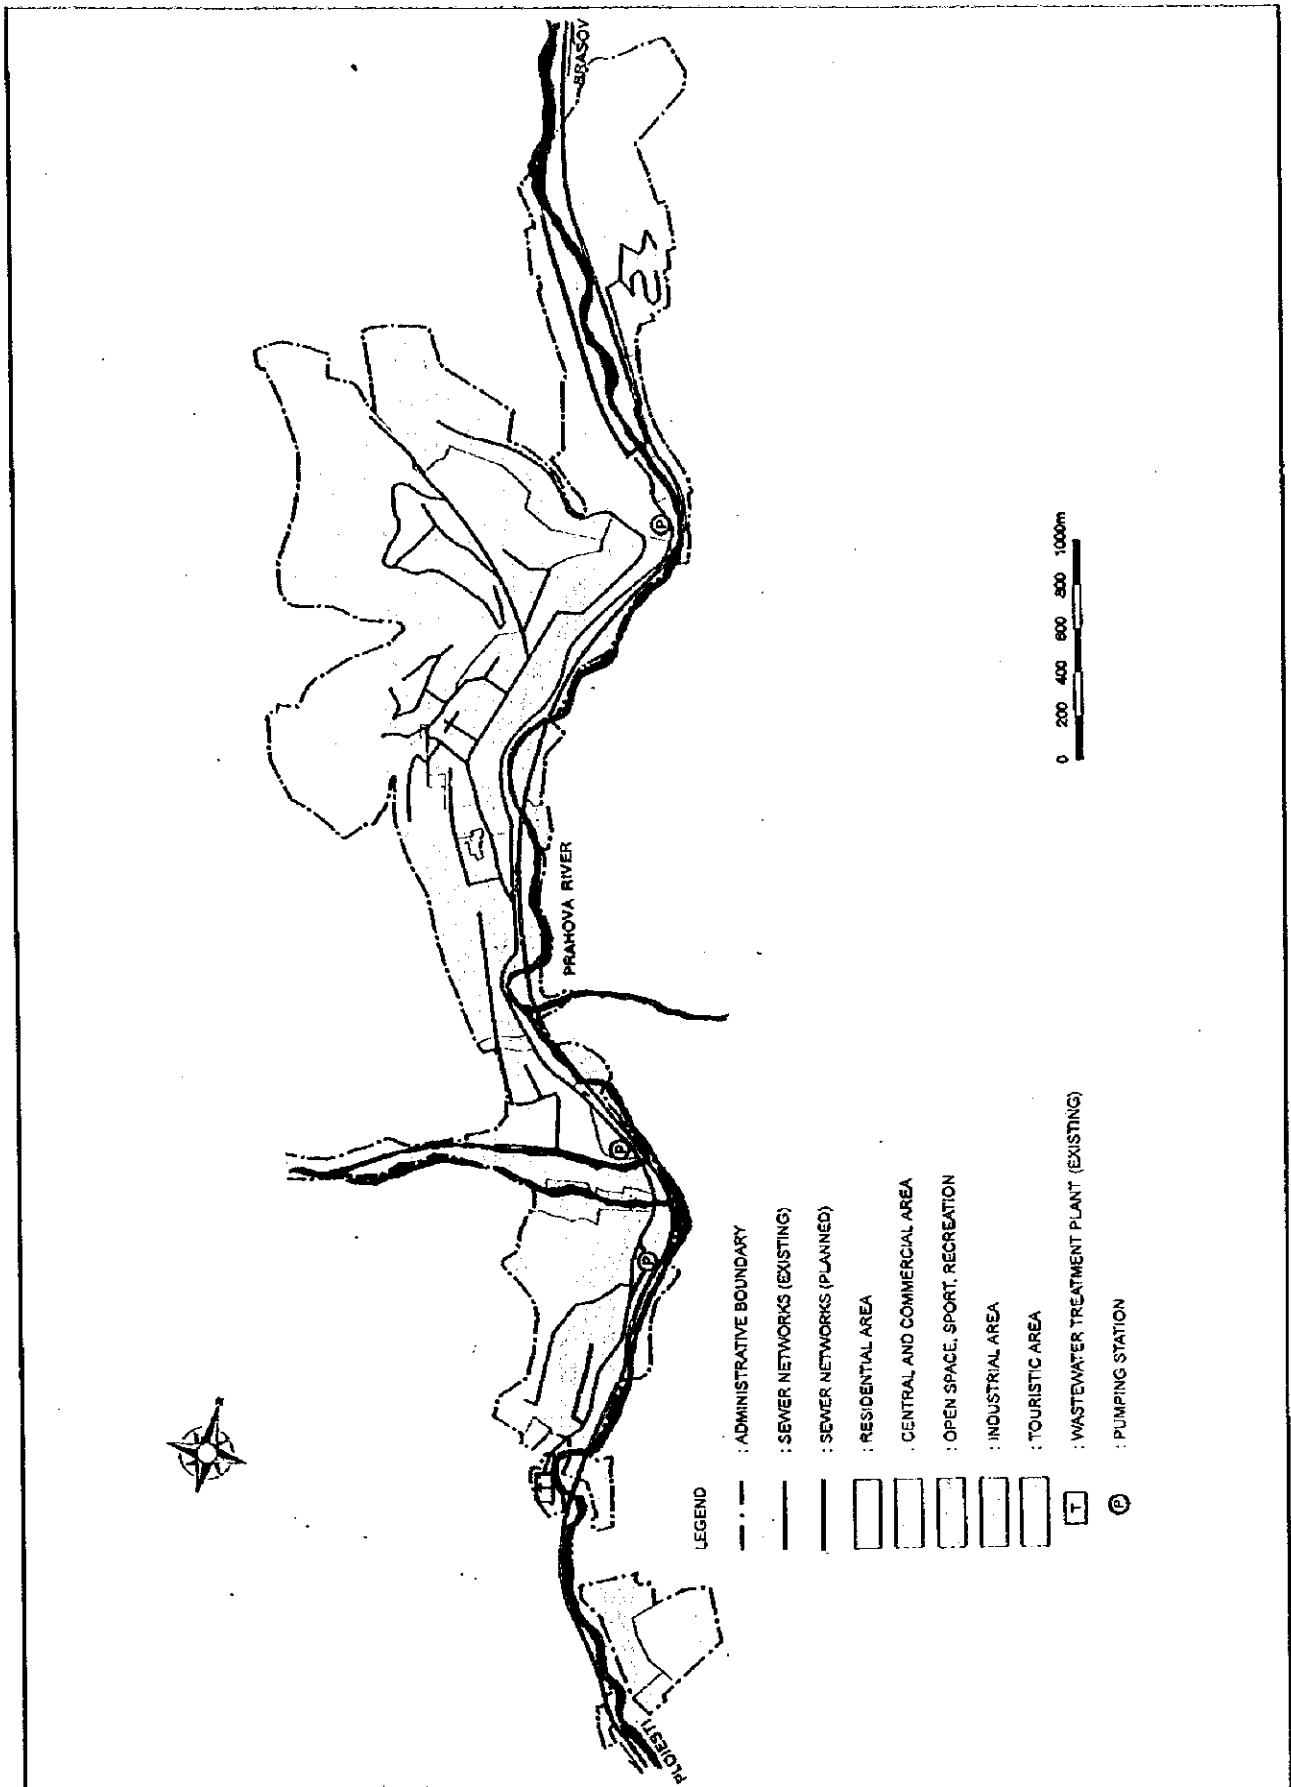 BRASOV
PRAHOVA RIVER
PLOIESTI
0 200 400 600 800 1000m
LEGEND
: ADMINISTRATIVE BOUNDARY
: SEWER NETWORKS (EXISTING)
: SEWER NETWORKS (PLANNED)
: RESIDENTIAL AREA
. CENTRAL AND COMMERCIAL AREA
: OPEN SPACE, SPORT, RECREATION
: INDUSTRIAL AREA
: TOURISTIC AREA
T : WASTEWATER TREATMENT PLANT (EXISTING)
P : PUMPING STATION
P
P
P
T